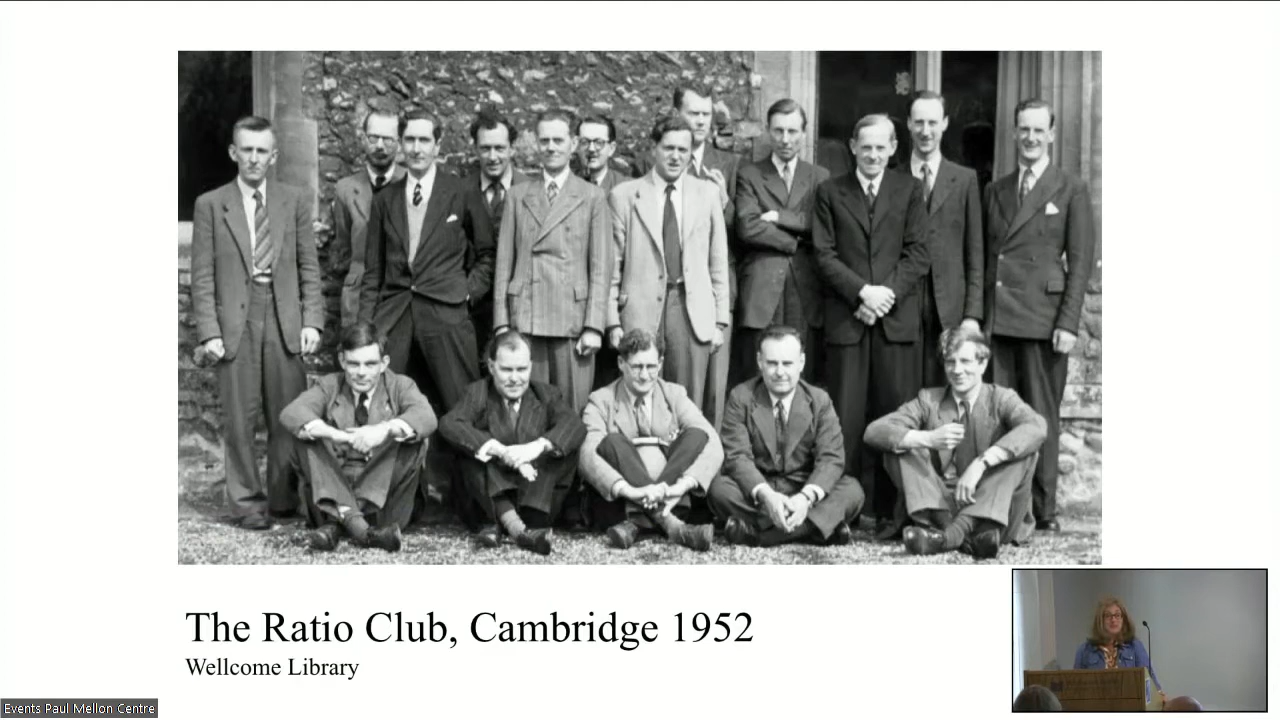 The Ratio Club, Cambridge 1952
Wellcome Library
Events Paul Mellon Centre